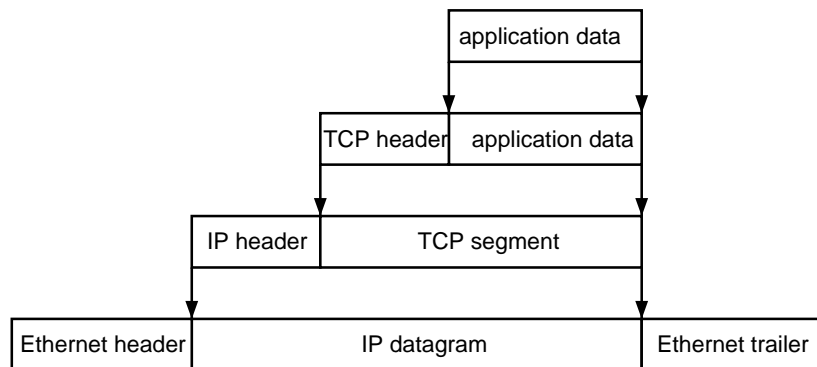 application data
TCP header application data
IP header TCP segment
Ethernet header IP datagram Ethernet trailer